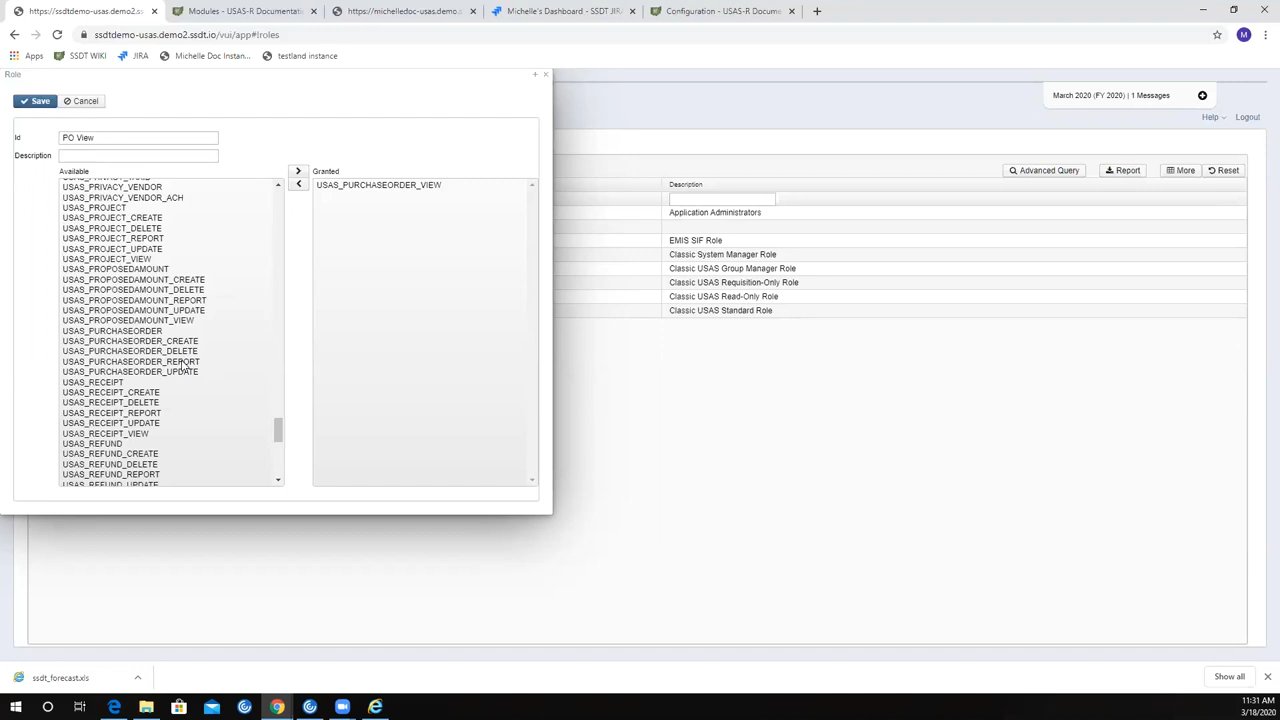 https://ssdtdemo-usas.demo2.ss
Modules - USAS-R Documentati
https://michelledoc-usas.demo.
Michelle's Dashboard - SSDT JIR
Configuration - USAS-R Docume
ssdtdemo-usas.demo2.ssdt.io/vui/app#!roles
M
Apps
SSDT WIKI
JIRA
Michelle Doc Instan...
testland instance
Role
Save
Cancel
March 2020 (FY 2020) | 1 Messages
Help
Logout
Id
PO View
Description
Available
Granted
USAS_PRIVACY_VENDOR
USAS_PRIVACY_VENDOR_ACH
USAS_PROJECT
USAS_PROJECT_CREATE
USAS_PROJECT_DELETE
USAS_PROJECT_REPORT
USAS_PROJECT_UPDATE
USAS_PROJECT_VIEW
USAS_PROPOSEDAMOUNT
USAS_PROPOSEDAMOUNT_CREATE
USAS_PROPOSEDAMOUNT_DELETE
USAS_PROPOSEDAMOUNT_REPORT
USAS_PROPOSEDAMOUNT_UPDATE
USAS_PROPOSEDAMOUNT_VIEW
USAS_PURCHASEORDER
USAS_PURCHASEORDER_CREATE
USAS_PURCHASEORDER_DELETE
USAS_PURCHASEORDER_REPORT
USAS_PURCHASEORDER_UPDATE
USAS_RECEIPT
USAS_RECEIPT_CREATE
USAS_RECEIPT_DELETE
USAS_RECEIPT_REPORT
USAS_RECEIPT_UPDATE
USAS_RECEIPT_VIEW
USAS_REFUND
USAS_REFUND_CREATE
USAS_REFUND_DELETE
USAS_REFUND_REPORT
USAS_REFUND_UPDATE
USAS_PURCHASEORDER_VIEW
Advanced Query
Report
More
Reset
Description
Application Administrators
EMIS SIF Role
Classic System Manager Role
Classic USAS Group Manager Role
Classic USAS Requisition-Only Role
Classic USAS Read-Only Role
Classic USAS Standard Role
ssdt_forecast.xls
Show all
11:31 AM
3/18/2020